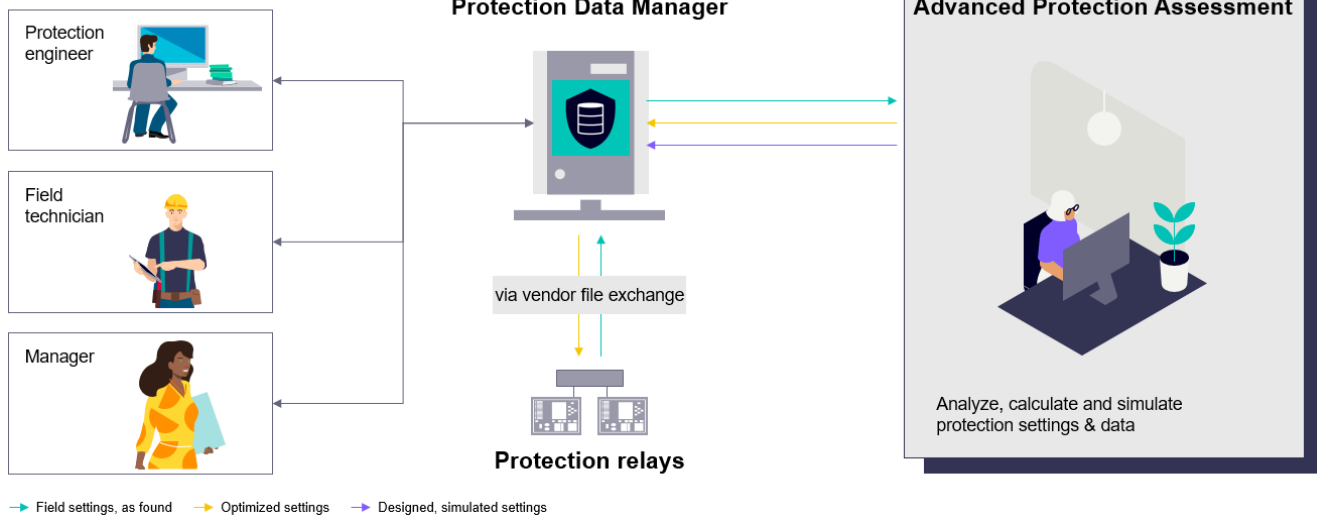 Protection Data Manager
Advanced Protection Assessment
Protection
engineer
Field
technician
Manager
via vendor file exchange
Protection relays
Analyze, calculate and simulate
protection settings & data
Field settings, as found
Optimized settings
Designed, simulated settings